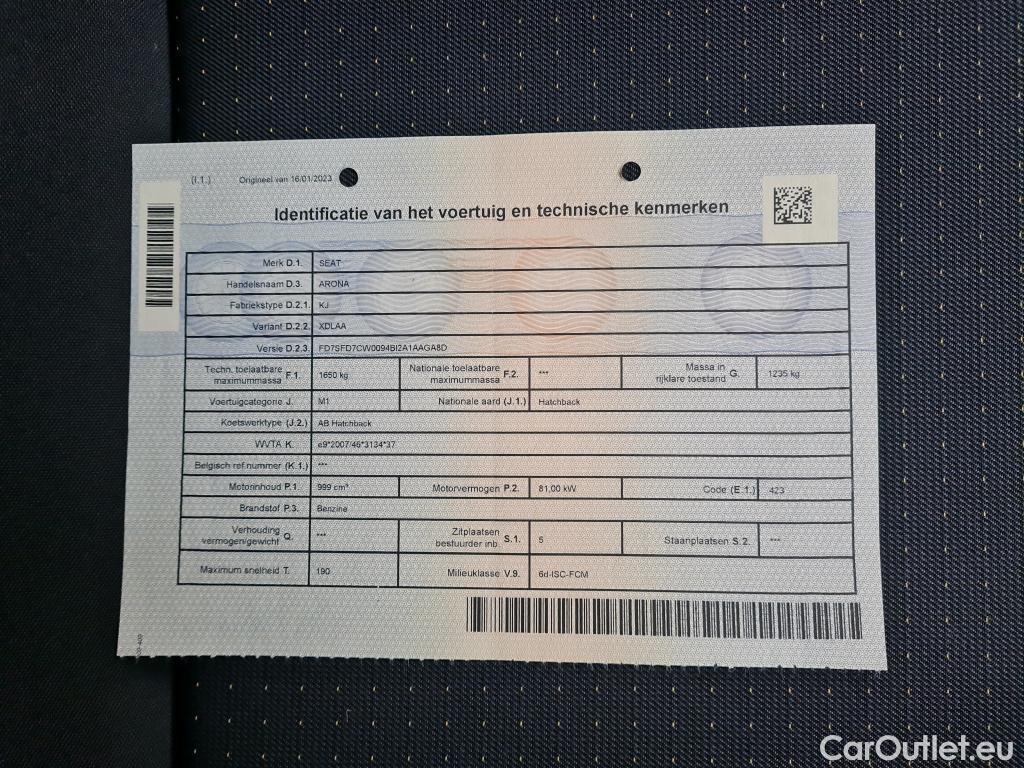 (I.1.) Origineel van 16/01/2023
Identificatie van het voertuig en technische kenmerken
Merk D.1. SEAT
Handelsnaam D.3. ARONA
Fabriekstype D.2.1. KJ
Variant D.2.2. XDLAA
Versie D.2.3. FD7SFD7CW0094BI2A1AAGA8D
Techn. toelaatbare maximummassa F.1. 1650 kg Nationale toelaatbare maximummassa F.2. *** Massa in rijklare toestand G. 1235 kg
Voertuigcategorie J. M1 Nationale aard (J.1.) Hatchback
Koetswerktype (J.2.) AB Hatchback
WVTA K. e9*2007/46*3134*37
Belgisch ref.nummer (K.1.) ***
Motorinhoud P.1. 999 cm³ Motorvermogen P.2. 81,00 kW Code (E.1.) 423
Brandstof P.3. Benzine
Verhouding vermogen/gewicht Q. *** Zitplaatsen bestuurder inb. S.1. 5 Staanplaatsen S.2. ***
Maximum snelheid T. 190 Milieuklasse V.9. 6d-ISC-FCM
CarOutlet.eu